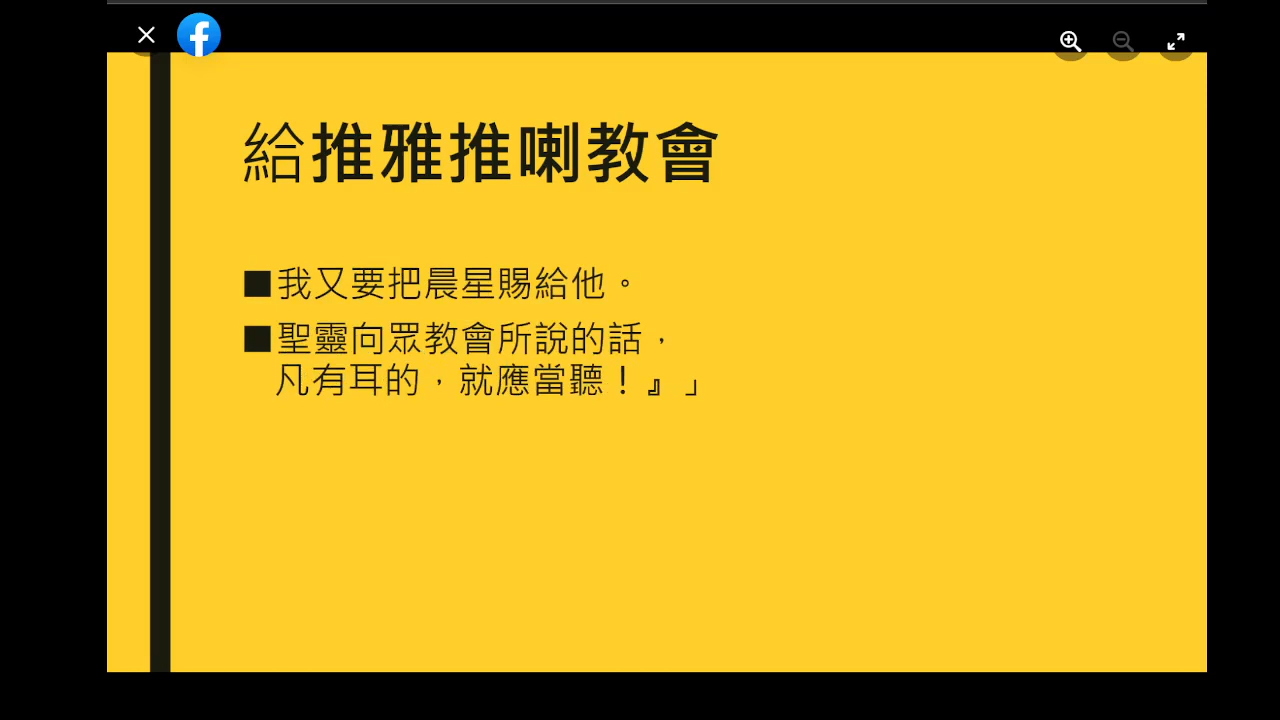 給推雅推喇教會
■我又要把晨星賜給他。
■聖靈向眾教會所說的話，
凡有耳的，就應當聽！』」